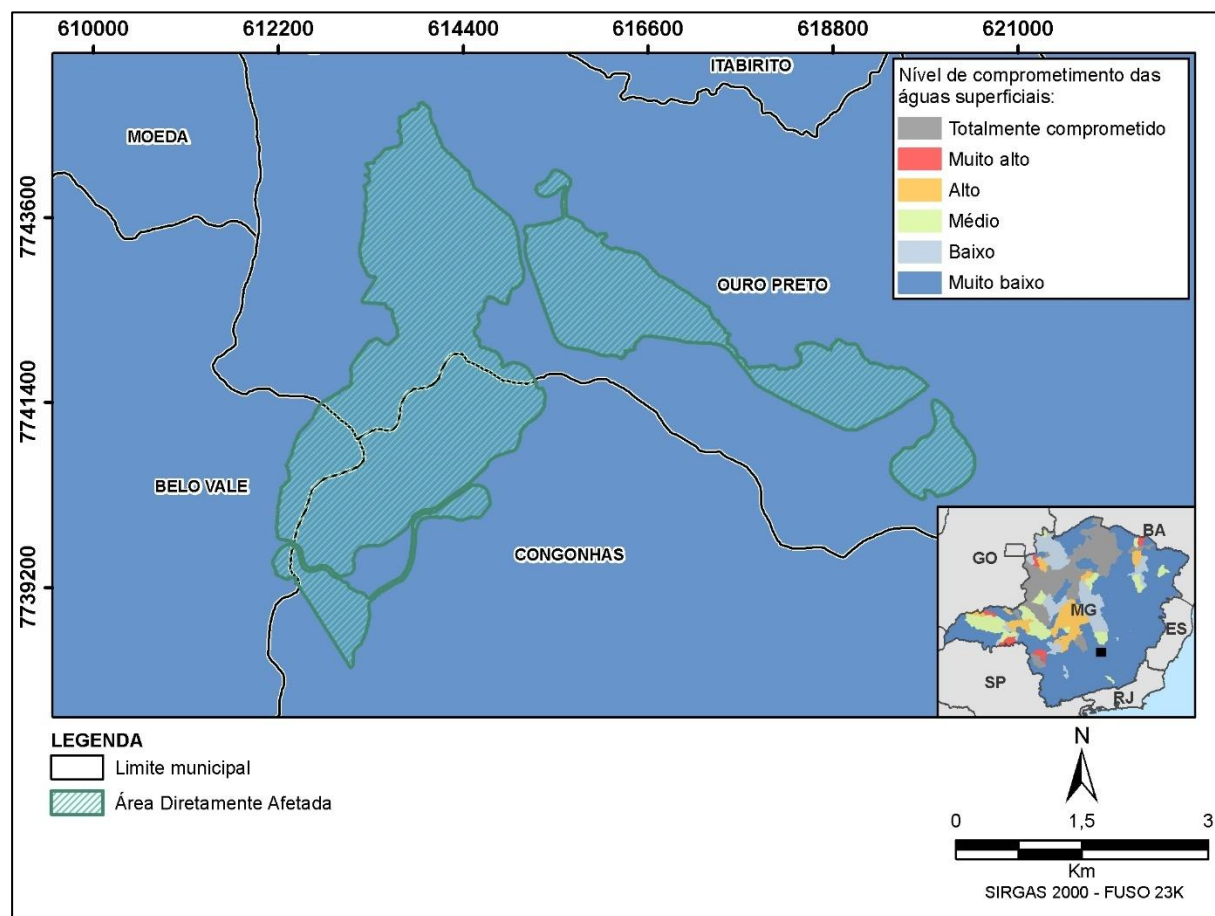 610000 612200 614400 616600 618800 621000
7743600
7741400
7739200
ITABIRITO
MOEDA
OURO PRETO
BELO VALE
CONGONHAS
Nível de comprometimento das
águas superficiais:
Totalmente comprometido
Muito alto
Alto
Médio
Baixo
Muito baixo
BA
GO
MG
ES
SP
RJ
LEGENDA
Limite municipal
Área Diretamente Afetada
N
0 1,5 3
Km
SIRGAS 2000 - FUSO 23K